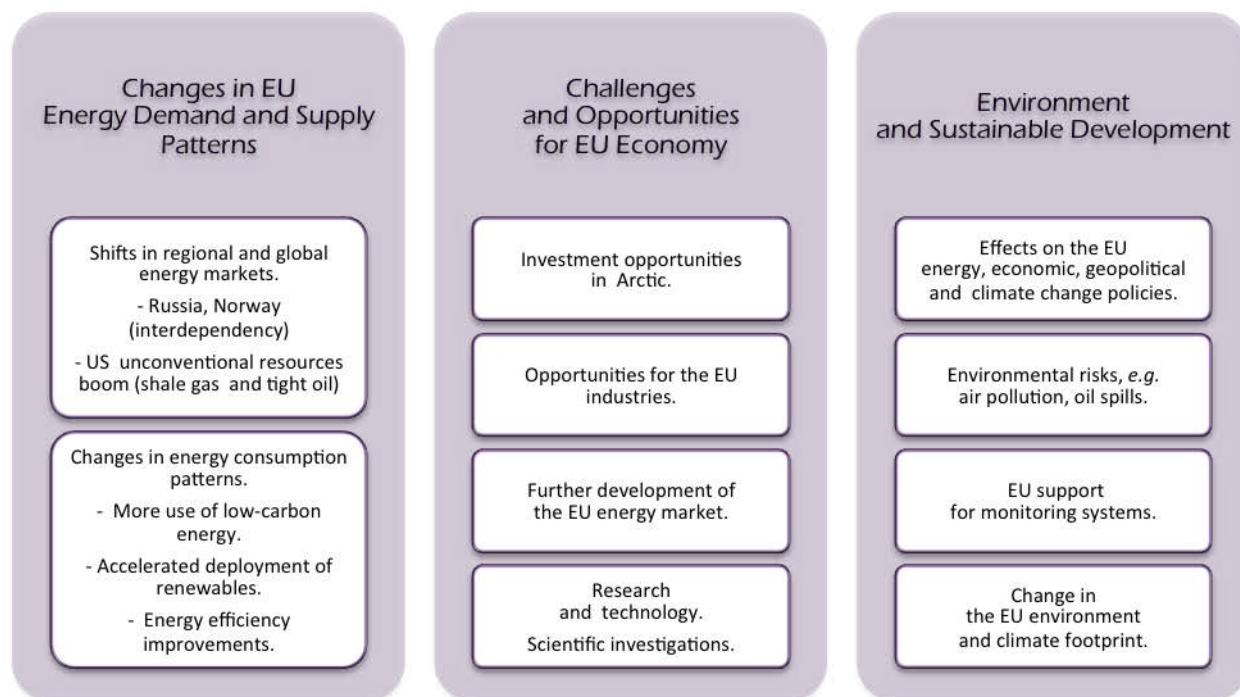 Changes in EU
Energy Demand and Supply
Patterns
Shifts in regional and global
energy markets.
- Russia, Norway
(interdependency)
- US unconventional resources
boom (shale gas and tight oil)
Changes in energy consumption
patterns.
- More use of low-carbon
energy.
- Accelerated deployment of
renewables.
- Energy efficiency
improvements.
Challenges
and Opportunities
for EU Economy
Investment opportunities
in Arctic.
Opportunities for the EU
industries.
Further development of
the EU energy market.
Research
and technology.
Scientific investigations.
Environment
and Sustainable Development
Effects on the EU
energy, economic, geopolitical
and climate change policies.
Environmental risks, e.g.
air pollution, oil spills.
EU support
for monitoring systems.
Change in
the EU environment
and climate footprint.